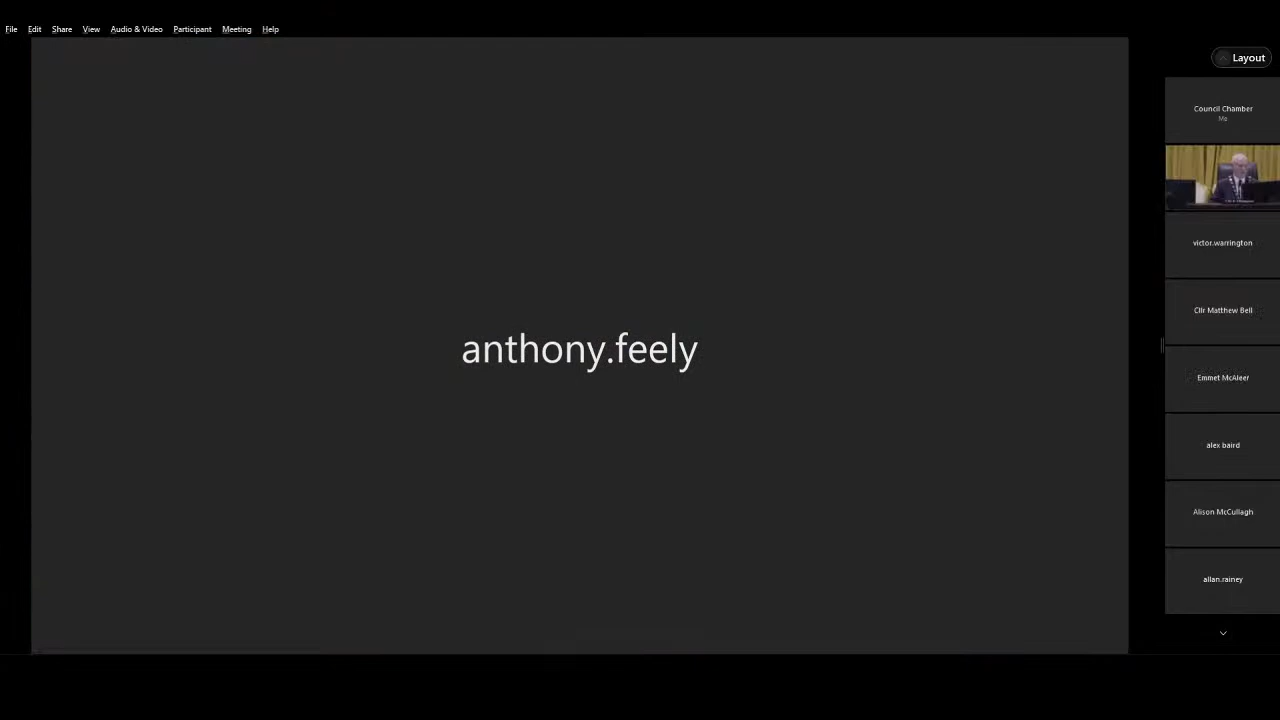 File Edit Share View Audio & Video Participant Meeting Help
Layout
Council Chamber
Me
victor.warrington
Cllr Matthew Bell
anthony.feely
Emmet McAleer
alex baird
Alison McCullagh
allan.rainey